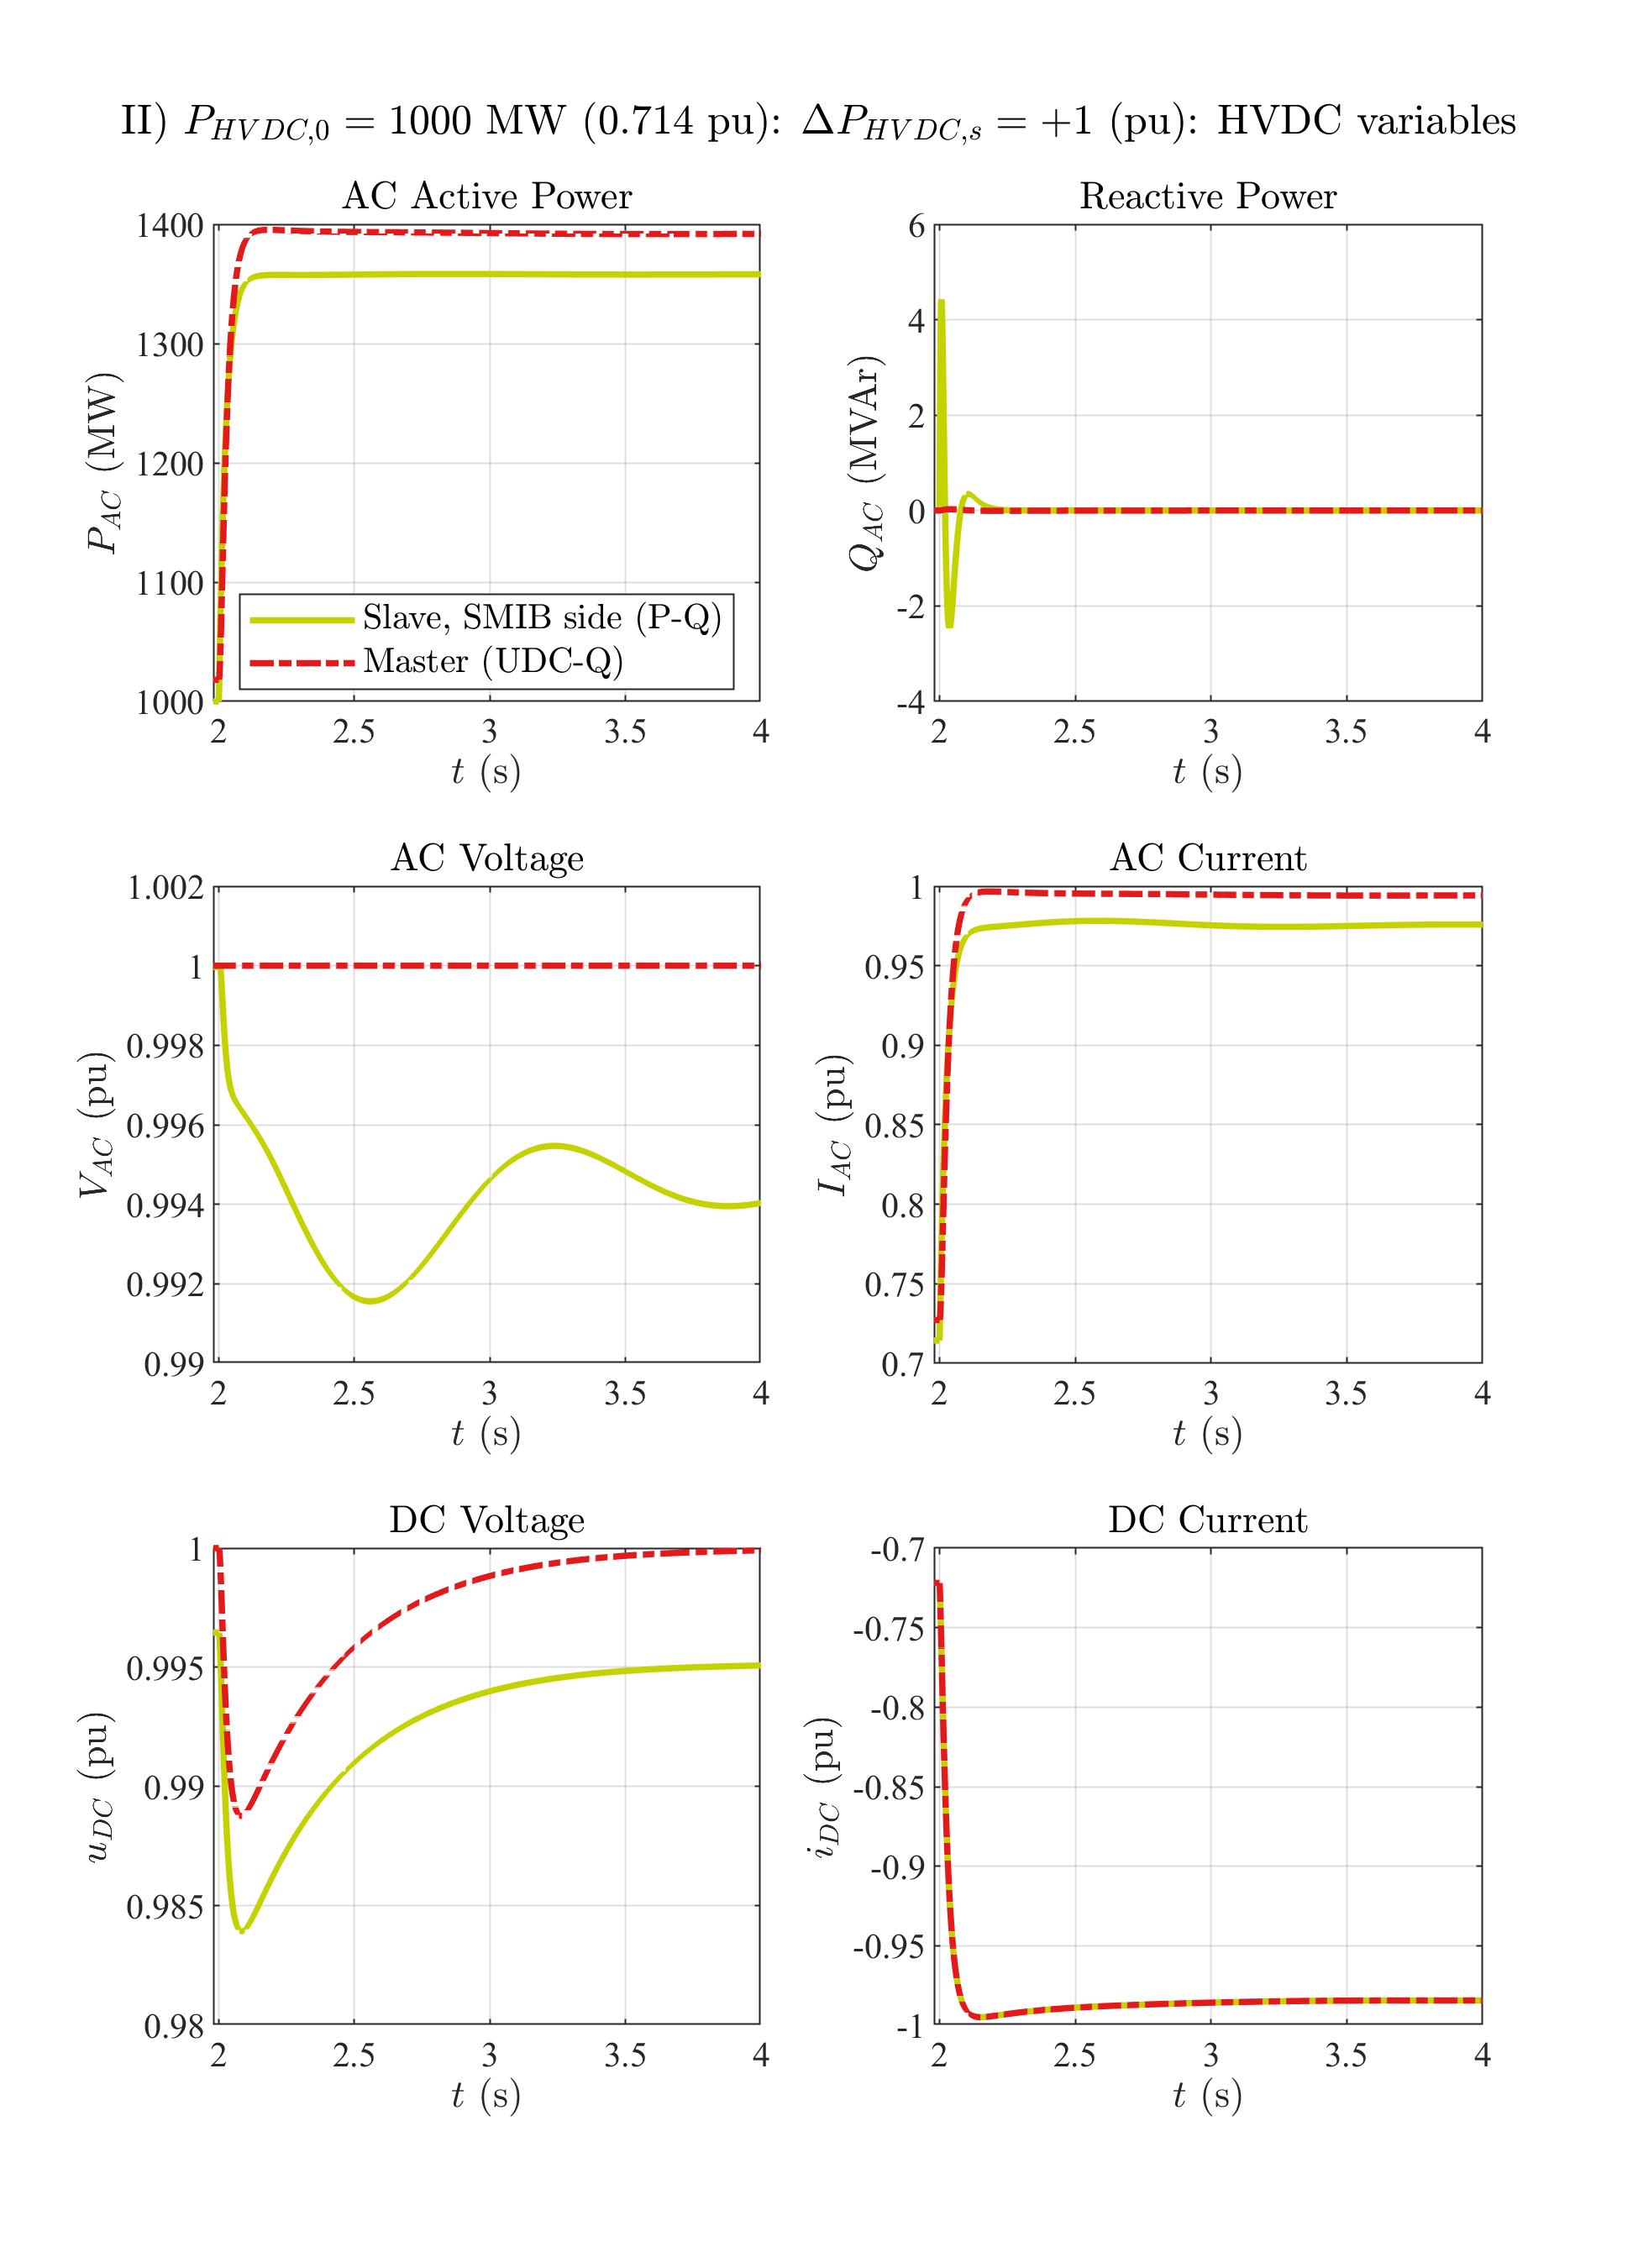 II) P_{HVDC,0} = 1000 MW (0.714 pu): ΔP_{HVDC,s} = +1 (pu): HVDC variables
AC Active Power
1400
1300
1200
1100
1000
P_{AC} (MW)
Slave, SMIB side (P-Q)
Master (UDC-Q)
2 2.5 3 3.5 4
t (s)
Reactive Power
6
4
2
0
-2
-4
Q_{AC} (MVAr)
2 2.5 3 3.5 4
t (s)
AC Voltage
1.002
1
0.998
0.996
0.994
0.992
0.99
V_{AC} (pu)
2 2.5 3 3.5 4
t (s)
AC Current
1
0.95
0.9
0.85
0.8
0.75
0.7
I_{AC} (pu)
2 2.5 3 3.5 4
t (s)
DC Voltage
1
0.995
0.99
0.985
0.98
u_{DC} (pu)
2 2.5 3 3.5 4
t (s)
DC Current
-0.7
-0.75
-0.8
-0.85
-0.9
-0.95
-1
i_{DC} (pu)
2 2.5 3 3.5 4
t (s)